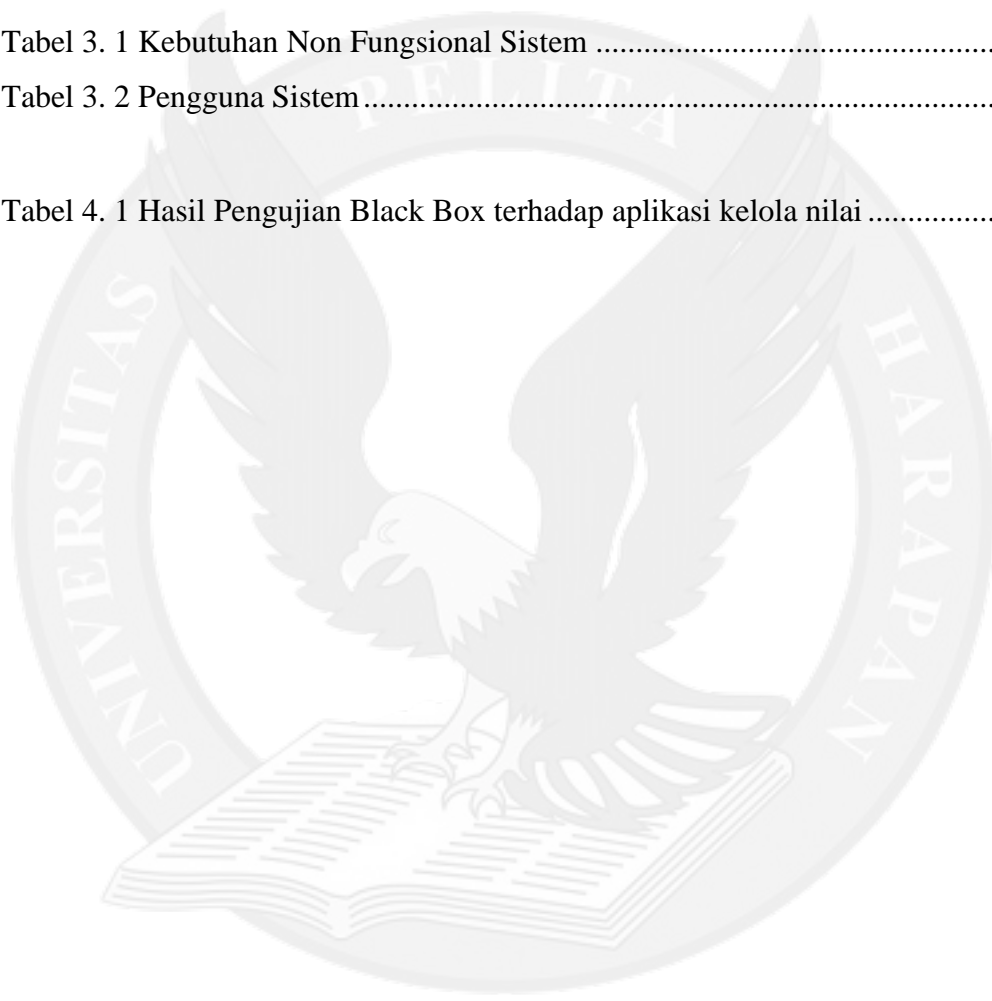 Tabel 3. 1 Kebutuhan Non Fungsional Sistem ..................................................
Tabel 3. 2 Pengguna Sistem ...............................................................................
Tabel 4. 1 Hasil Pengujian Black Box terhadap aplikasi kelola nilai ................
UNIVERSITAS PELITA HARAPAN